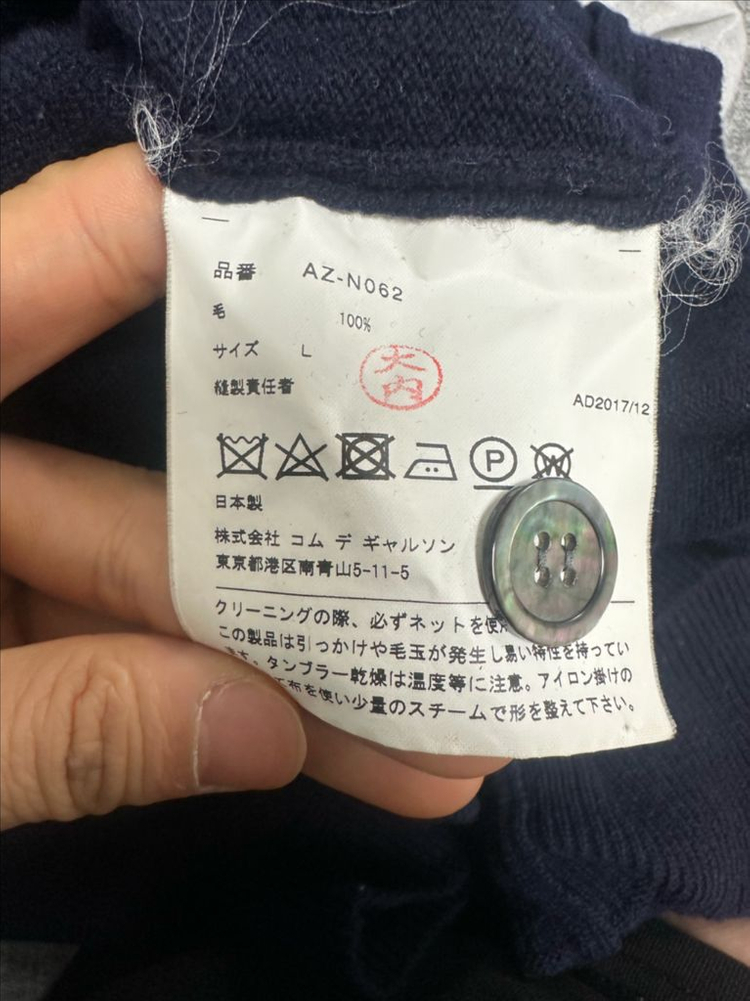 品番 AZ-N062
毛 100%
サイズ L
大内
縫製責任者
AD2017/12
P
W
日本製
株式会社 コム デ ギャルソン
東京都港区南青山5-11-5
クリーニングの際、必ずネットを使
この製品は引っかけや毛玉が発生し易い特性を持ってい
ます。タンブラー乾燥は温度等に注意。アイロン掛けの
布を使い少量のスチームで形を整えて下さい。